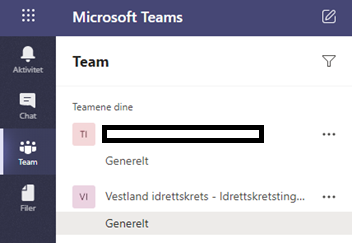 Microsoft Teams
Aktivitet
Chat
Team
Filer
Team
Teamene dine
TI
Generelt
VI
Vestland idrettskrets - Idrettskretsting...
Generelt